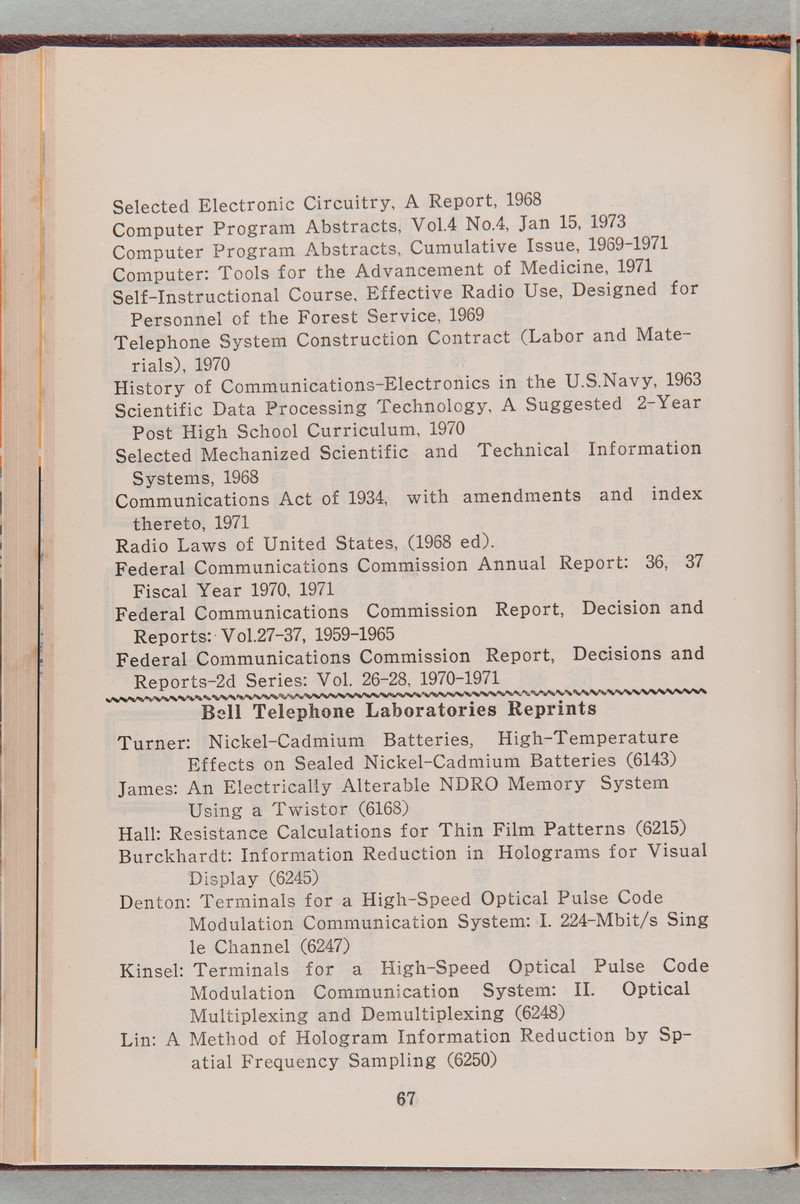 Selected Electronic Circuitry, A Report, 1968
Computer Program Abstracts, Vol.4 No.4, Jan 15, 1973
Computer Program Abstracts, Cumulative Issue, 1969-1971
Computer: Tools for the Advancement of Medicine, 1971
Self-Instructional Course, Effective Radio Use, Designed for
Personnel of the Forest Service, 1969
Telephone System Construction Contract (Labor and Mate-
rials), 1970
History of Communications-Electronics in the U.S.Navy, 1963
Scientific Data Processing Technology, A Suggested 2-Year
Post High School Curriculum, 1970
Selected Mechanized Scientific and Technical Information
Systems, 1968
Communications Act of 1934, with amendments and index
thereto, 1971
Radio Laws of United States, (1968 ed).
Federal Communications Commission Annual Report: 36, 37
Fiscal Year 1970, 1971
Federal Communications Commission Report, Decision and
Reports: Vol.27-37, 1959-1965
Federal Communications Commission Report, Decisions and
Reports-2d Series: Vol. 26-28, 1970-1971
Bell Telephone Laboratories Reprints
Turner: Nickel-Cadmium Batteries, High-Temperature
Effects on Sealed Nickel-Cadmium Batteries (6143)
James: An Electrically Alterable NDRO Memory System
Using a Twistor (6168)
Hall: Resistance Calculations for Thin Film Patterns (6215)
Burckhardt: Information Reduction in Holograms for Visual
Display (6245)
Denton: Terminals for a High-Speed Optical Pulse Code
Modulation Communication System: I. 224-Mbit/s Sing
le Channel (6247)
Kinsel: Terminals for a High-Speed Optical Pulse Code
Modulation Communication System: II. Optical
Multiplexing and Demultiplexing (6248)
Lin: A Method of Hologram Information Reduction by Sp-
atial Frequency Sampling (6250)
67